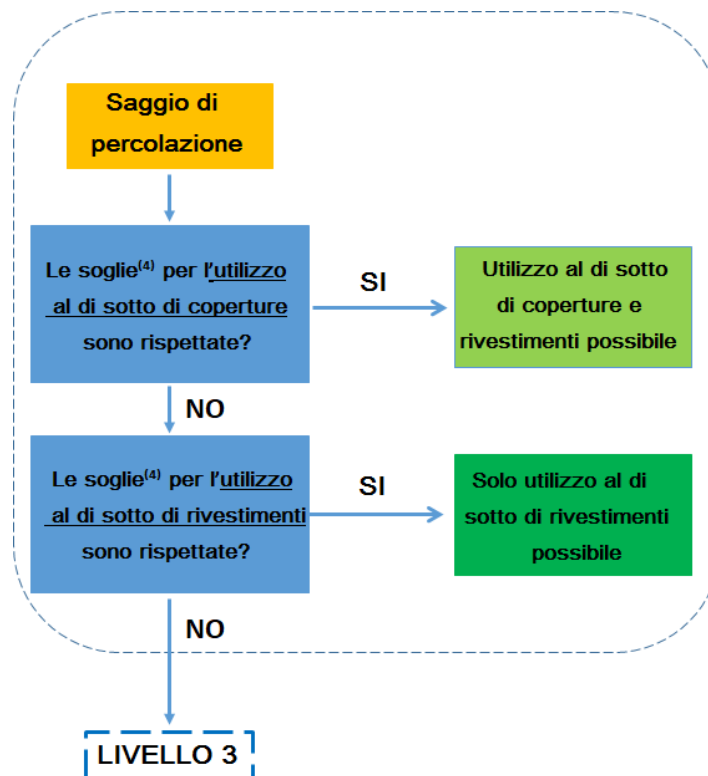 Saggio di
percolazione
Le soglie(4) per l'utilizzo
al di sotto di coperture
sono rispettate?
SI
Utilizzo al di sotto
di coperture e
rivestimenti possibile
NO
Le soglie(4) per l'utilizzo
al di sotto di rivestimenti
sono rispettate?
SI
Solo utilizzo al di
sotto di rivestimenti
possibile
NO
LIVELLO 3